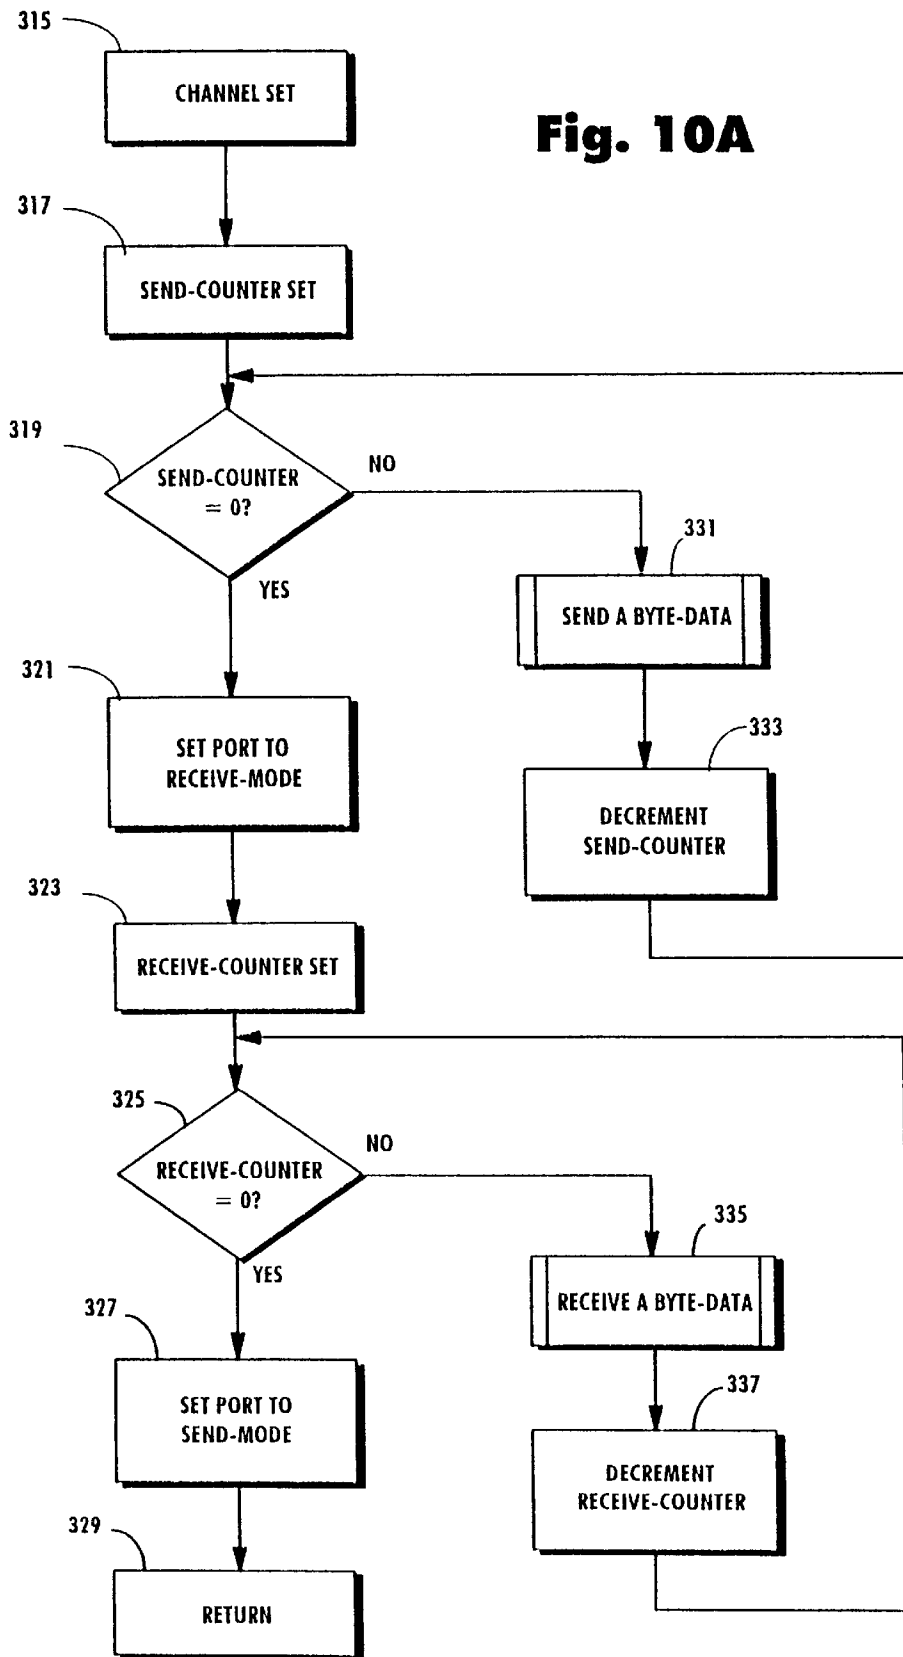 315
CHANNEL SET
Fig. 10A
317
SEND-COUNTER SET
319
SEND-COUNTER
= 0?
NO
YES
331
SEND A BYTE-DATA
321
SET PORT TO
RECEIVE-MODE
333
DECREMENT
SEND-COUNTER
323
RECEIVE-COUNTER SET
325
RECEIVE-COUNTER
= 0?
NO
YES
335
RECEIVE A BYTE-DATA
327
SET PORT TO
SEND-MODE
337
DECREMENT
RECEIVE-COUNTER
329
RETURN